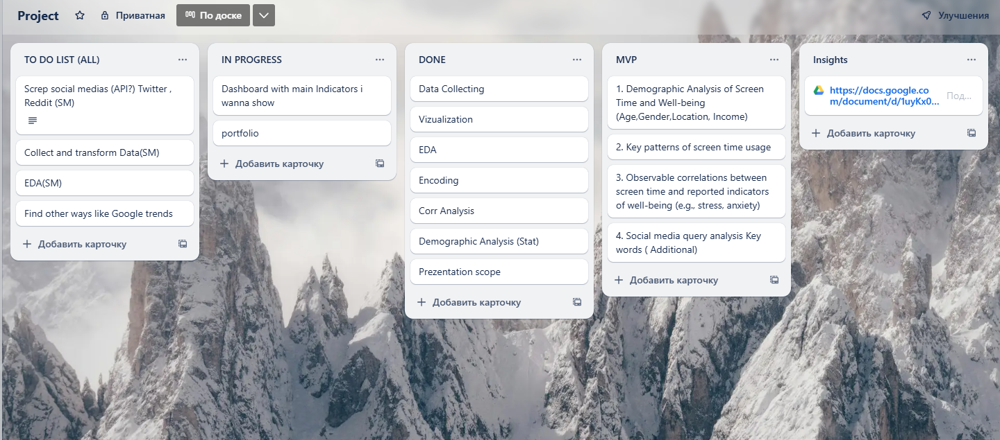 Project
Приватная
По доске
Улучшения
TO DO LIST (ALL)
Screp social medias (API?) Twitter ,
Reddit (SM)
Collect and transform Data(SM)
EDA(SM)
Find other ways like Google trends
Добавить карточку
IN PROGRESS
Dashboard with main Indicators i
wanna show
portfolio
Добавить карточку
DONE
Data Collecting
Vizualization
EDA
Encoding
Corr Analysis
Demographic Analysis (Stat)
Prezentation scope
Добавить карточку
MVP
1. Demographic Analysis of Screen
Time and Well-being
(Age,Gender,Location, Income)
2. Key patterns of screen time usage
3. Observable correlations between
screen time and reported indicators
of well-being (e.g., stress, anxiety)
4. Social media query analysis Key
words ( Additional)
Добавить карточку
Insights
https://docs.google.co
m/document/d/1uyKx0...
Под...
Добавить карточку